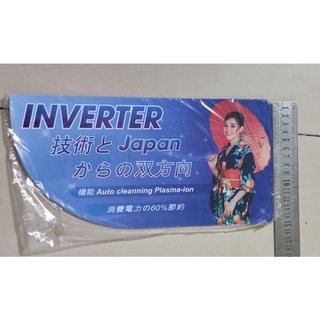 INVERTER
技術と Japan
からの双方向
機能 Auto cleanning Plasma-ion
消費電力の60%節約